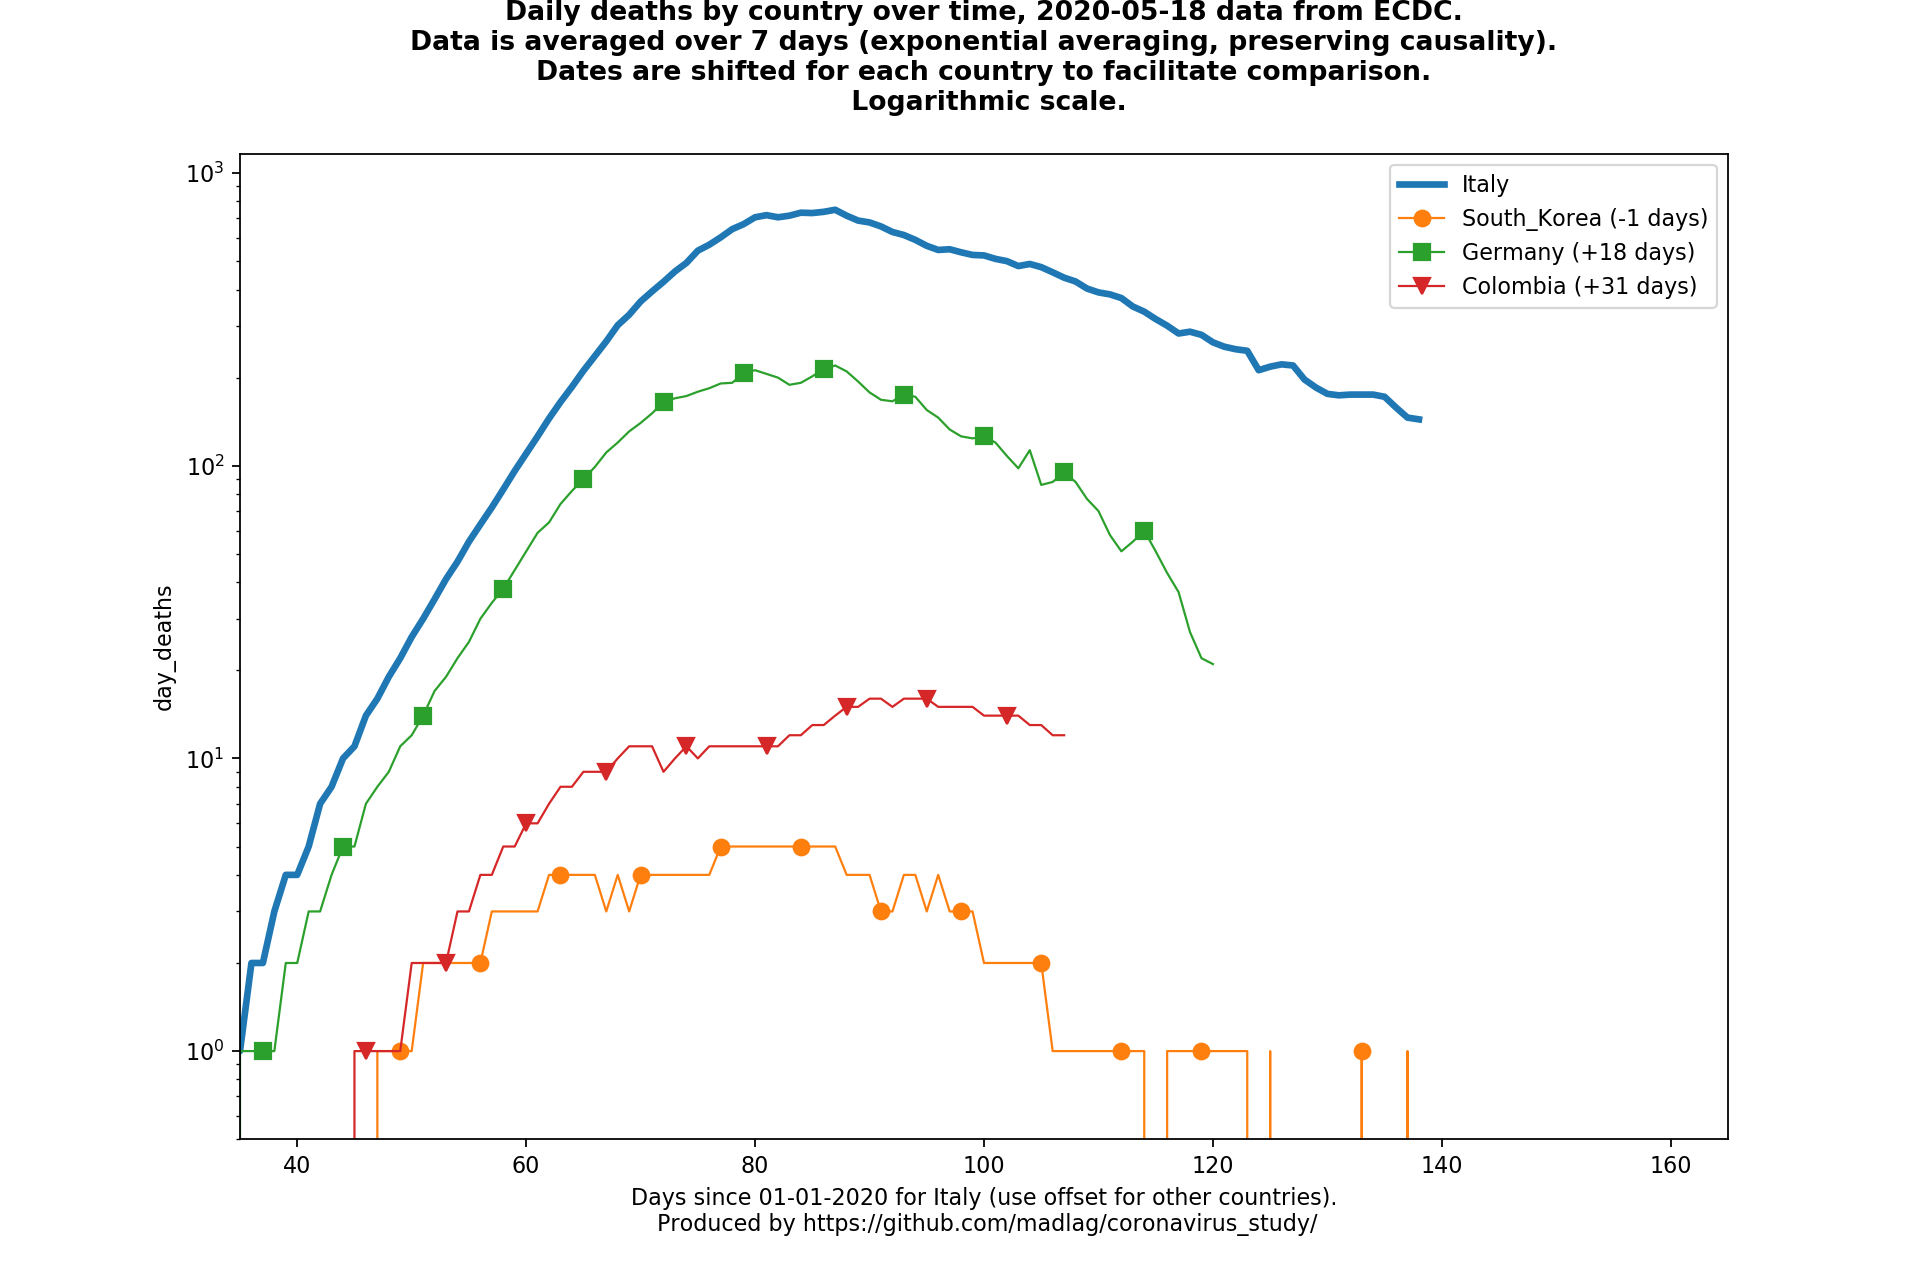 Daily deaths by country over time, 2020-05-18 data from ECDC.
Data is averaged over 7 days (exponential averaging, preserving causality).
Dates are shifted for each country to facilitate comparison.
Logarithmic scale.
10³
Italy
South_Korea (-1 days)
Germany (+18 days)
Colombia (+31 days)
10²
day_deaths
10¹
10⁰
40 60 80 100 120 140 160
Days since 01-01-2020 for Italy (use offset for other countries).
Produced by https://github.com/madlag/coronavirus_study/